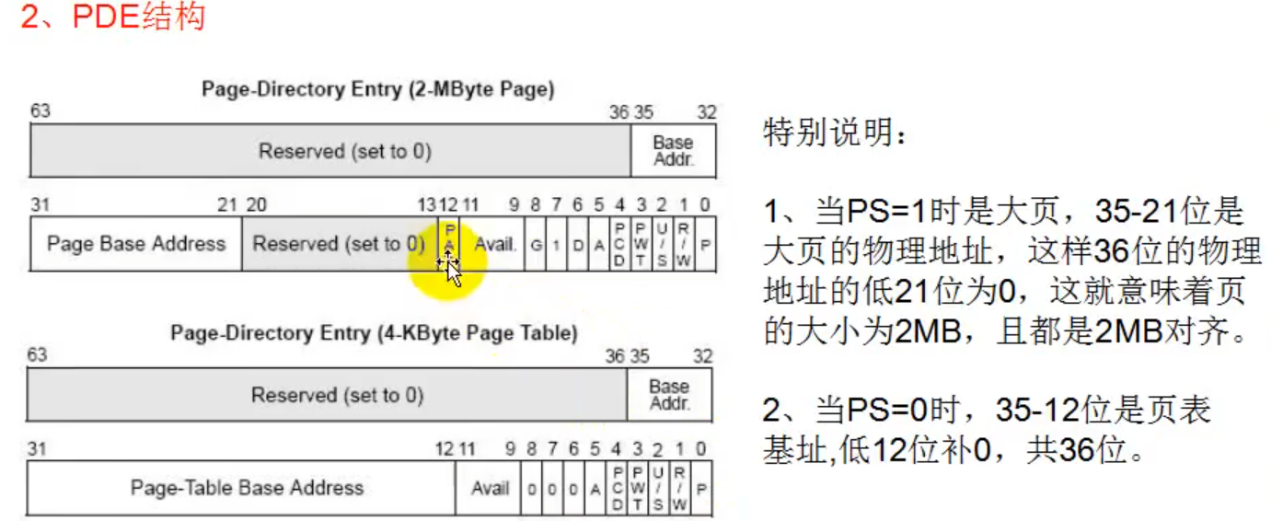 2、PDE结构
Page-Directory Entry (2-MByte Page)
63 36 35 32
Reserved (set to 0) Base Addr.
31 21 20 13 12 11 9 8 7 6 5 4 3 2 1 0
Page Base Address Reserved (set to 0) PA Avail. G 1 D A PCD PWT U/S R/W P
Page-Directory Entry (4-KByte Page Table)
63 36 35 32
Reserved (set to 0) Base Addr.
31 12 11 9 8 7 6 5 4 3 2 1 0
Page-Table Base Address Avail 0 0 0 A PCD PWT U/S R/W P
特别说明：
1、当PS=1时是大页，35-21位是
大页的物理地址，这样36位的物理
地址的低21位为0，这就意味着页
的大小为2MB，且都是2MB对齐。
2、当PS=0时，35-12位是页表
基址,低12位补0，共36位。